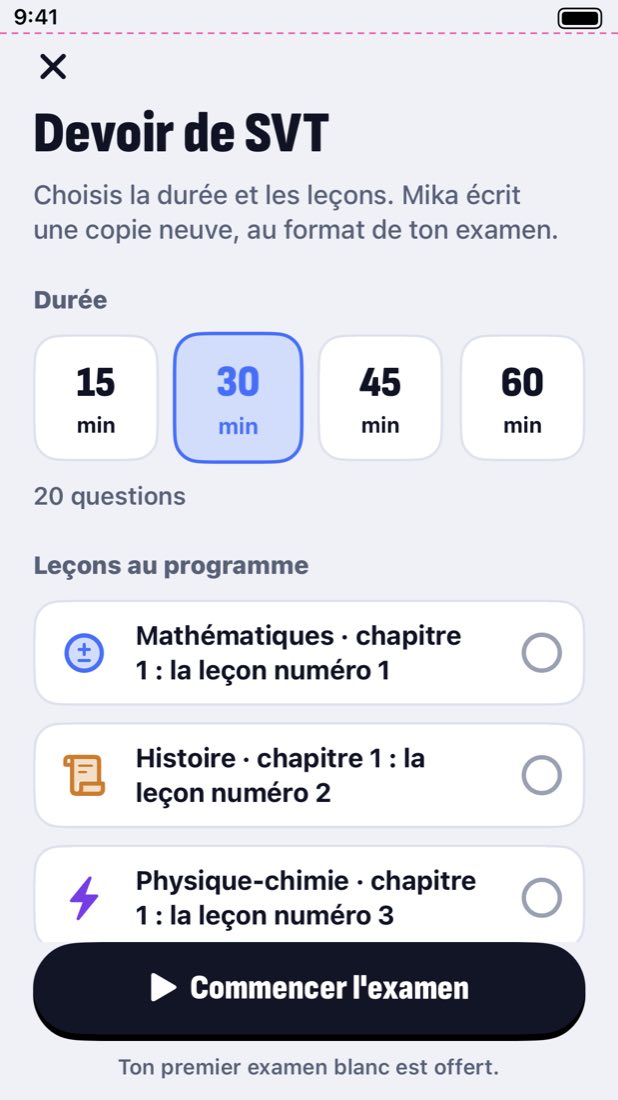 9:41
Devoir de SVT
Choisis la durée et les leçons. Mika écrit
une copie neuve, au format de ton examen.
Durée
15
min
30
min
45
min
60
min
20 questions
Leçons au programme
Mathématiques · chapitre
1 : la leçon numéro 1
Histoire · chapitre 1 : la
leçon numéro 2
Physique-chimie · chapitre
1 : la leçon numéro 3
Commencer l'examen
Ton premier examen blanc est offert.